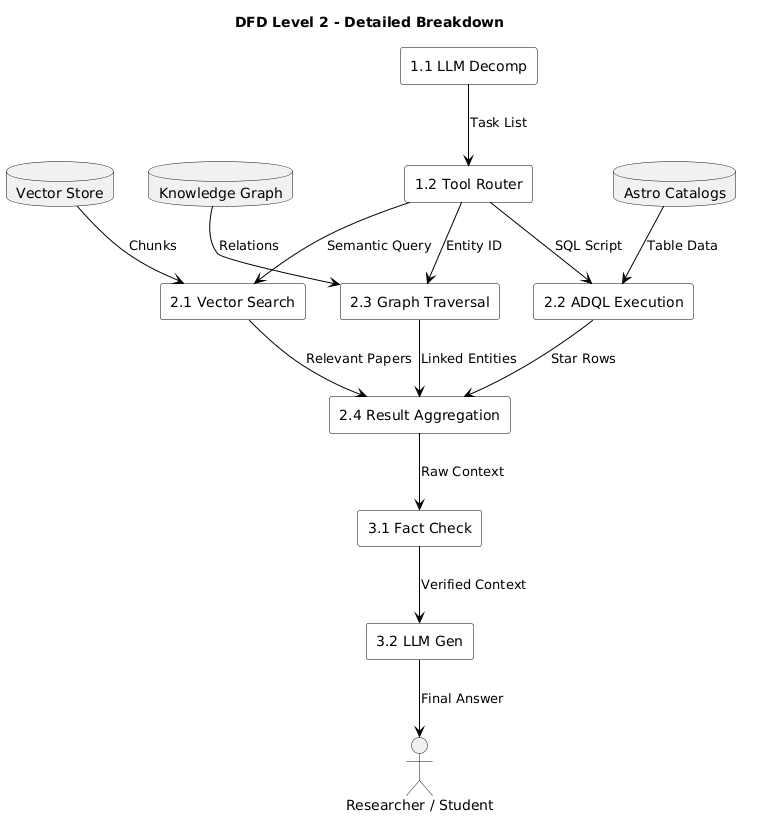 DFD Level 2 - Detailed Breakdown
1.1 LLM Decomp
Task List
Vector Store
Knowledge Graph
1.2 Tool Router
Astro Catalogs
Chunks
Relations
Semantic Query
Entity ID
SQL Script
Table Data
2.1 Vector Search
2.3 Graph Traversal
2.2 ADQL Execution
Relevant Papers
Linked Entities
Star Rows
2.4 Result Aggregation
Raw Context
3.1 Fact Check
Verified Context
3.2 LLM Gen
Final Answer
Researcher / Student